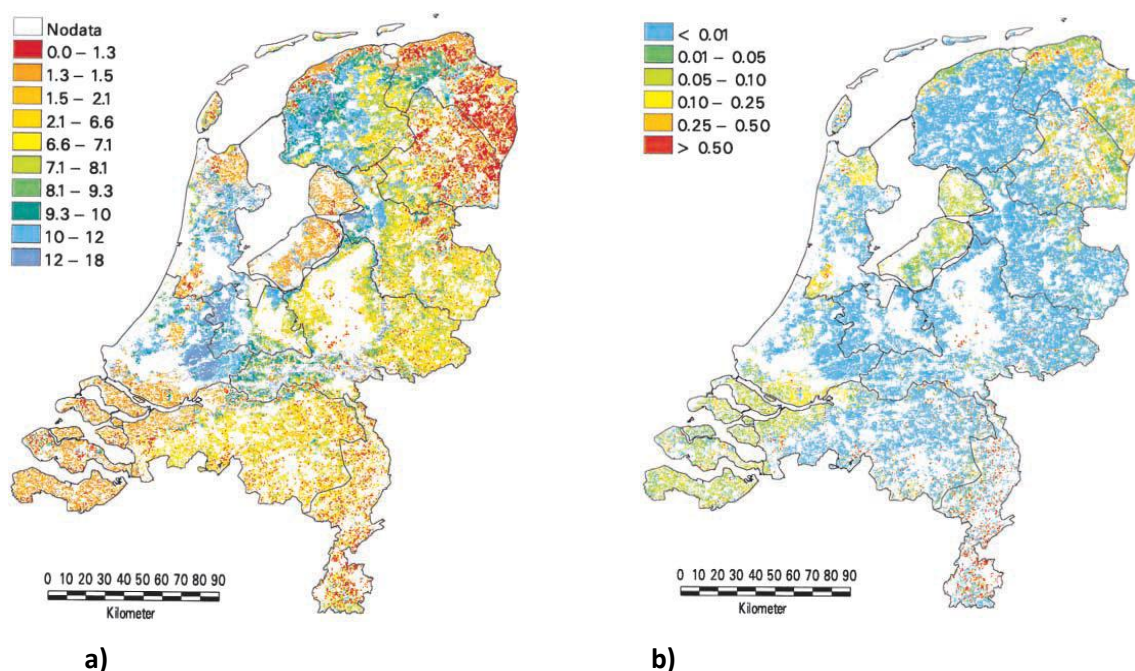 Nodata
0.0 – 1.3
1.3 – 1.5
1.5 – 2.1
2.1 – 6.6
6.6 – 7.1
7.1 – 8.1
8.1 – 9.3
9.3 – 10
10 – 12
12 – 18
0 10 20 30 40 50 60 70 80 90
Kilometer
a)
< 0.01
0.01 – 0.05
0.05 – 0.10
0.10 – 0.25
0.25 – 0.50
> 0.50
0 10 20 30 40 50 60 70 80 90
Kilometer
b)